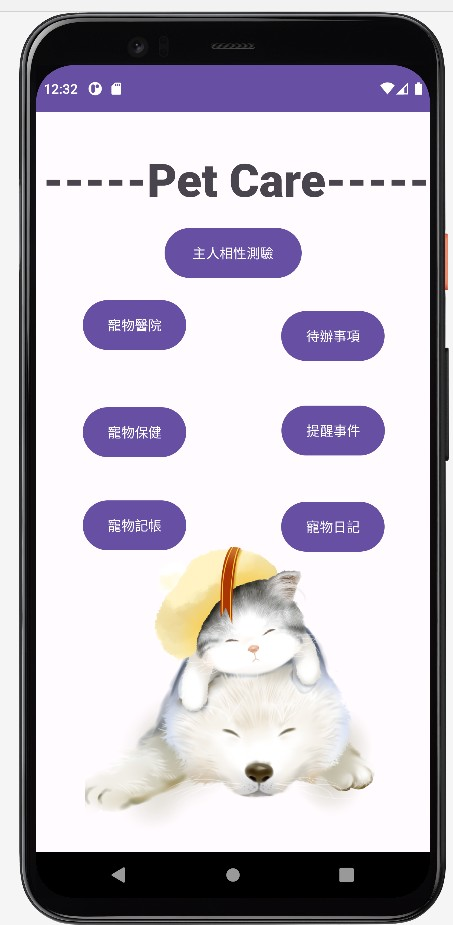 12:32
-----Pet Care-----
主人相性測驗
寵物醫院
待辦事項
寵物保健
提醒事件
寵物記帳
寵物日記